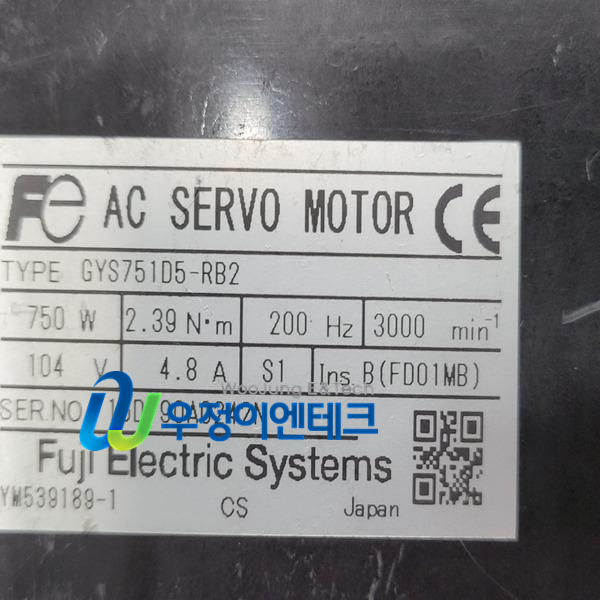 Fe AC SERVO MOTOR CE
TYPE GYS751D5-RB2
750 W 2.39 N·m 200 Hz 3000 min⁻¹
104 V 4.8 A S1 Ins. B(FD01MB)
WooJung E&Tech
SER.NO.
우정이엔테크
Fuji Electric Systems
YM539189-1 CS Japan